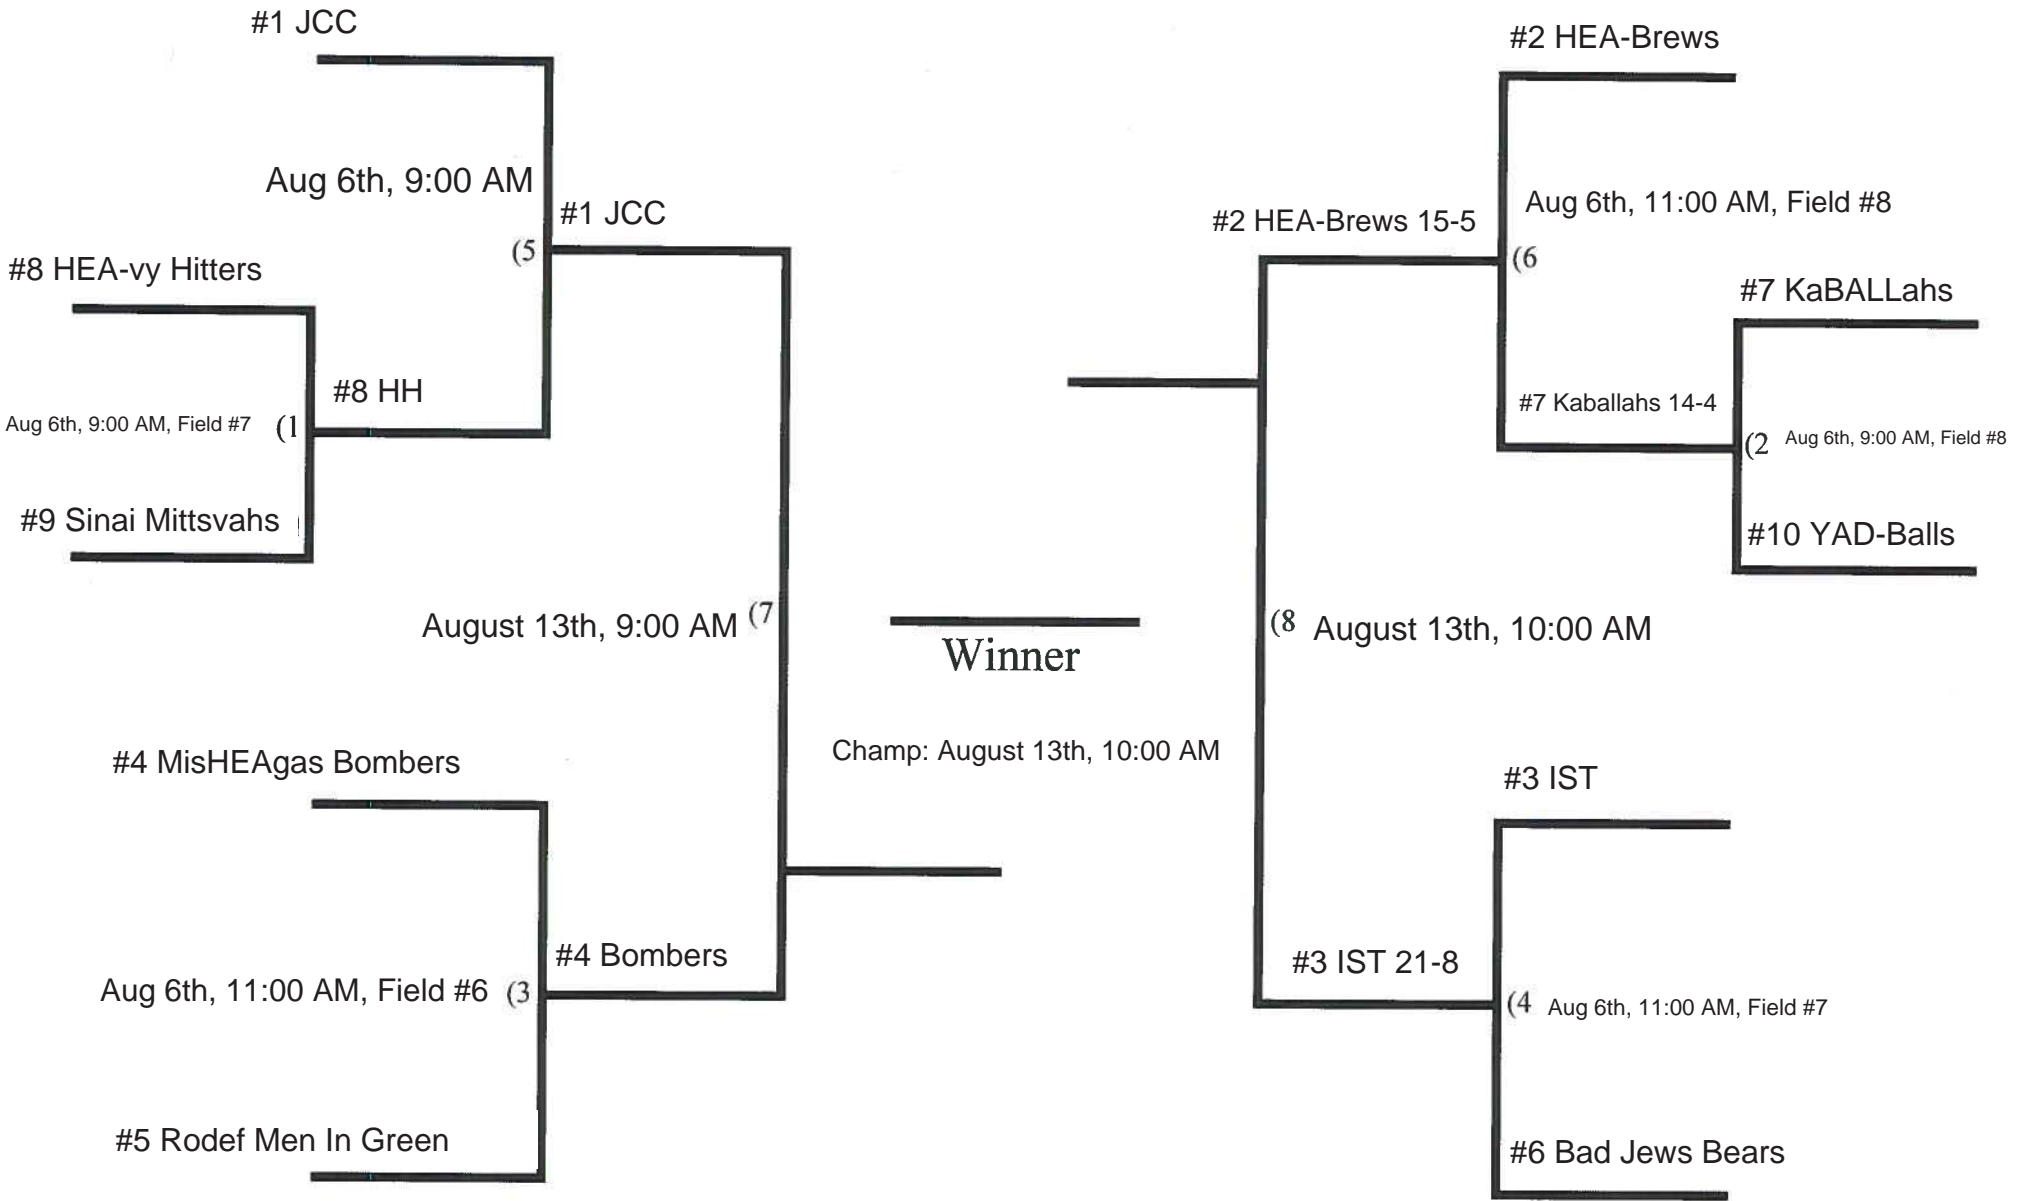 #1 JCC
Aug 6th, 9:00 AM
#1 JCC
(5
#8 HEA-vy Hitters
#8 HH
Aug 6th, 9:00 AM, Field #7
(1
#9 Sinai Mittsvahs
August 13th, 9:00 AM
(7
#4 MisHEAgas Bombers
#4 Bombers
Aug 6th, 11:00 AM, Field #6
(3
#5 Rodef Men In Green
Winner
Champ: August 13th, 10:00 AM
#2 HEA-Brews
Aug 6th, 11:00 AM, Field #8
#2 HEA-Brews 15-5
(6
#7 KaBALLahs
#7 Kaballahs 14-4
(2
Aug 6th, 9:00 AM, Field #8
#10 YAD-Balls
(8
August 13th, 10:00 AM
#3 IST
#3 IST 21-8
(4
Aug 6th, 11:00 AM, Field #7
#6 Bad Jews Bears